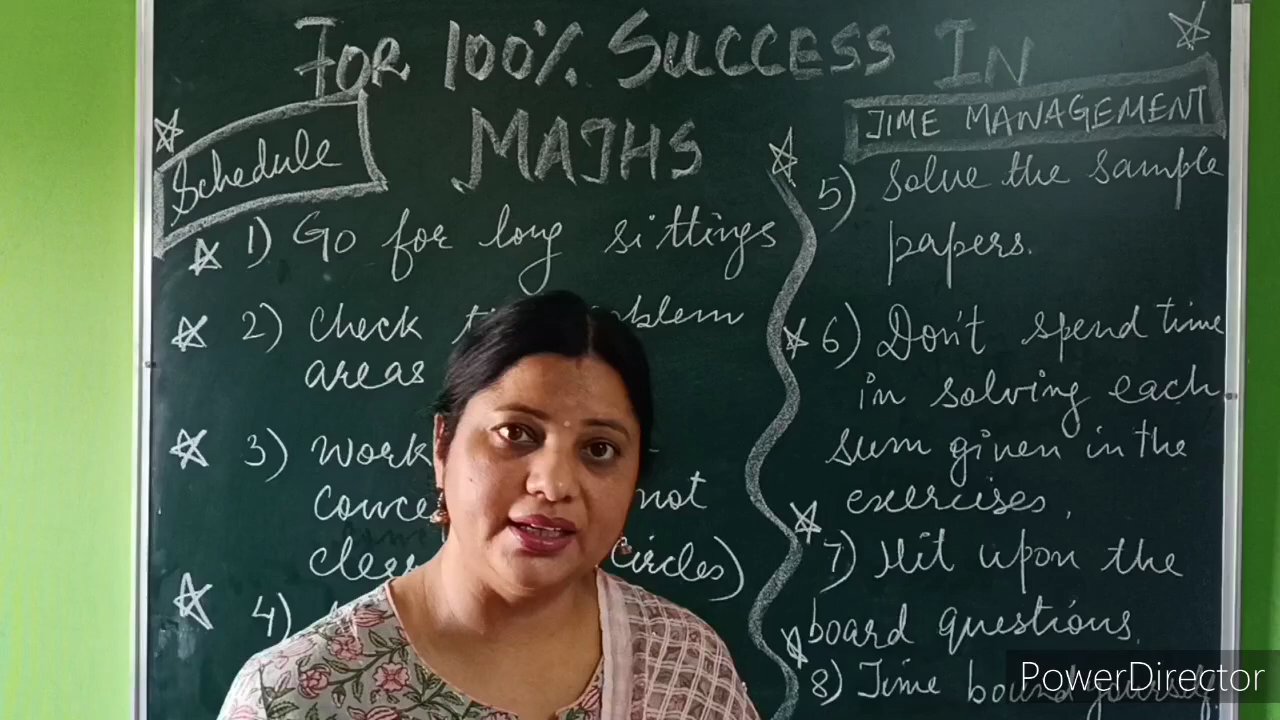 FOR 100% SUCCESS IN
MATHS
Schedule
1) Go for long sittings
2) Check
areas
3) Work
not
circles)
4)
TIME MANAGEMENT
5) Solve the sample
papers.
6) Don't spend time
in solving each
sum given in the
exercises,
7) Hit upon the
board questions.
8) Time bound
PowerDirector